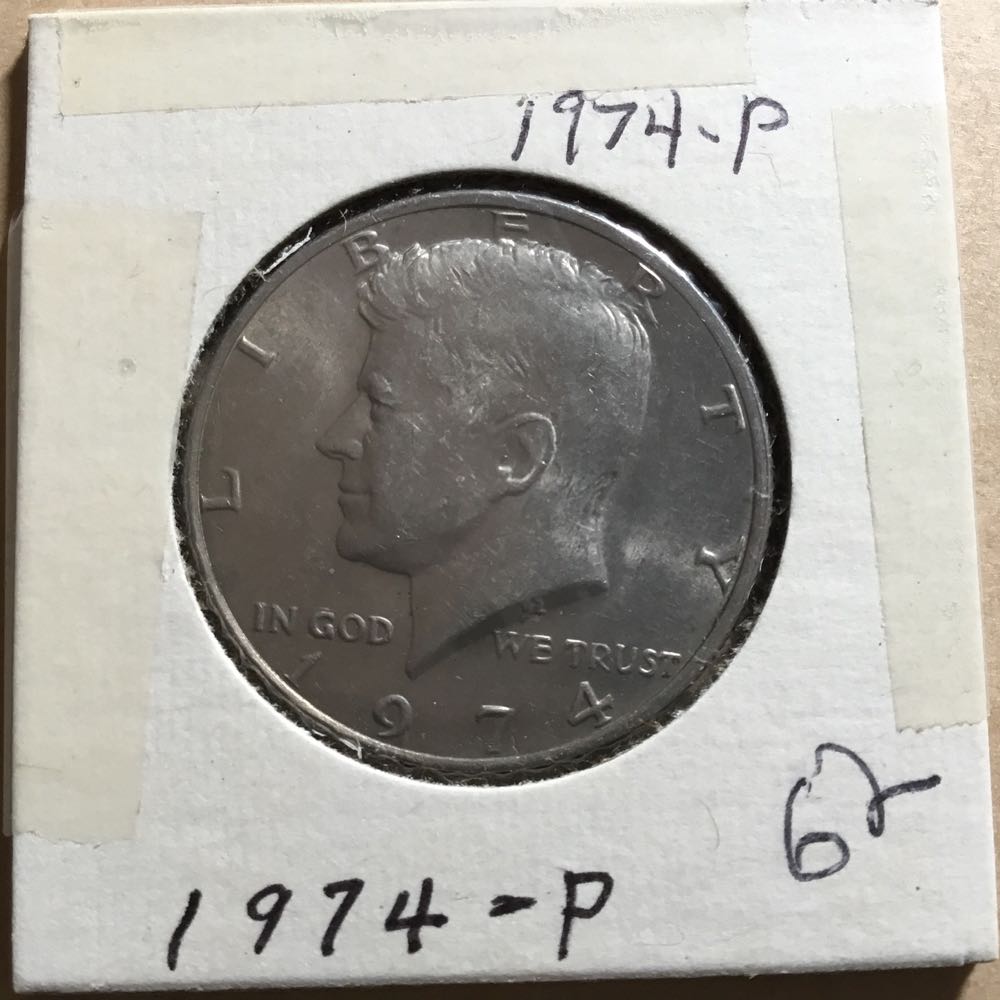 1974-P
LIBERTY
IN GOD WE TRUST
1974
62
1974-P